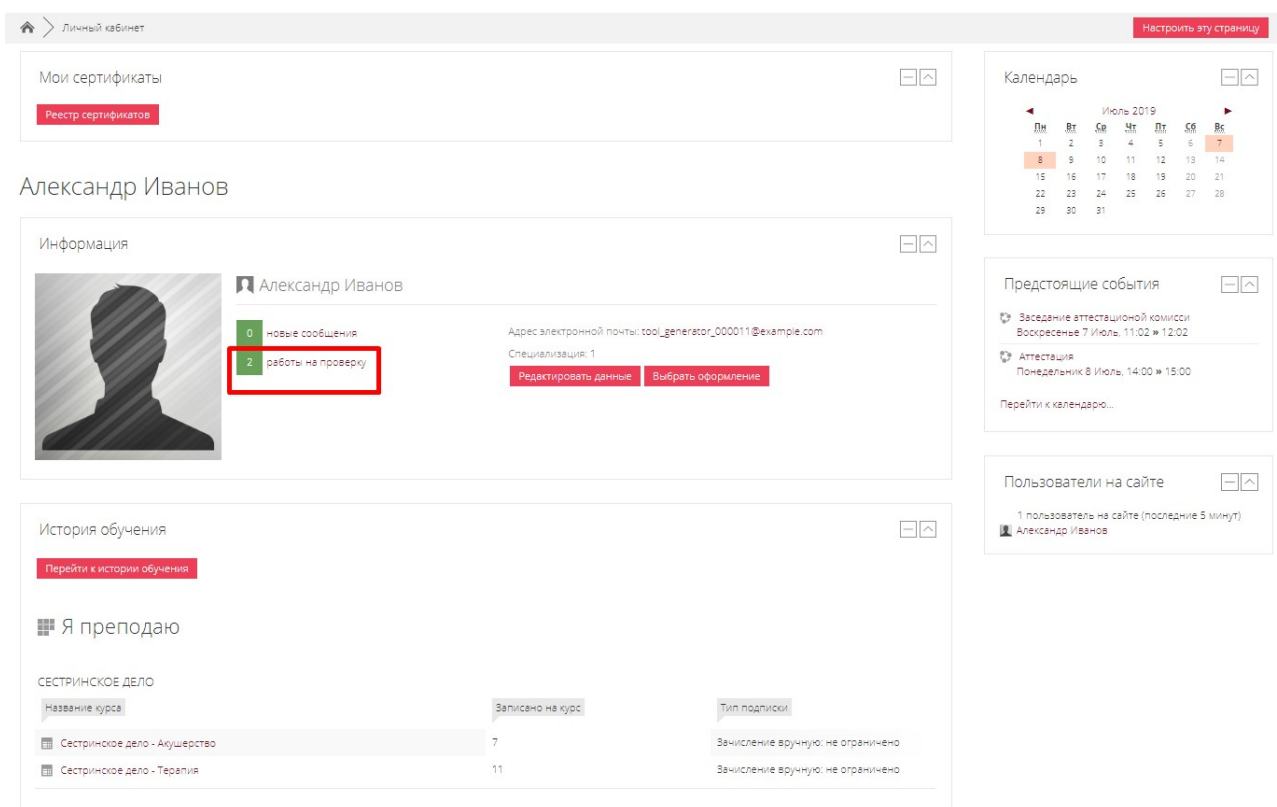 Личный кабинет
Настроить эту страницу
Мои сертификаты
Реестр сертификатов
Александр Иванов
Информация
Александр Иванов
0 новые сообщения
2 работы на проверку
Адрес электронной почты: tool_generator_000011@example.com
Специализация: 1
Редактировать данные Выбрать оформление
История обучения
Перейти к истории обучения
Я преподаю
СЕСТРИНСКОЕ ДЕЛО
Название курса Записано на курс Тип подписки
Сестринское дело - Акушерство 7 Зачисление вручную: не ограничено
Сестринское дело - Терапия 11 Зачисление вручную: не ограничено
Календарь
◄ Июль 2019 ►
Пн Вт Ср Чт Пт Сб Вс
1 2 3 4 5 6 7
8 9 10 11 12 13 14
15 16 17 18 19 20 21
22 23 24 25 26 27 28
29 30 31
Предстоящие события
Заседание аттестационой комисси
Воскресенье 7 Июль, 11:02 » 12:02
Аттестация
Понедельник 8 Июль, 14:00 » 15:00
Перейти к календарю...
Пользователи на сайте
1 пользователь на сайте (последние 5 минут)
Александр Иванов